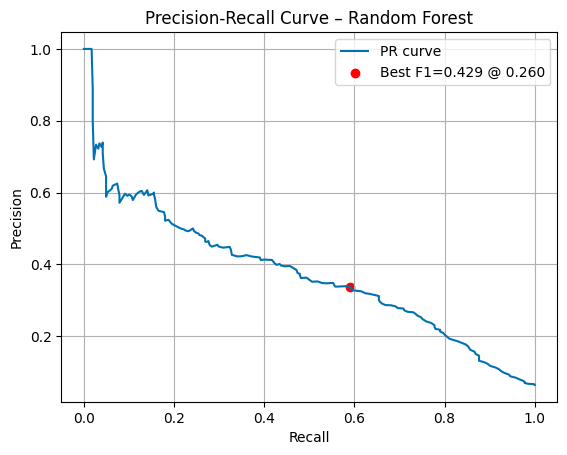 Precision-Recall Curve – Random Forest
PR curve
Best F1=0.429 @ 0.260
Precision
1.0
0.8
0.6
0.4
0.2
0.0
0.2
0.4
0.6
0.8
1.0
Recall